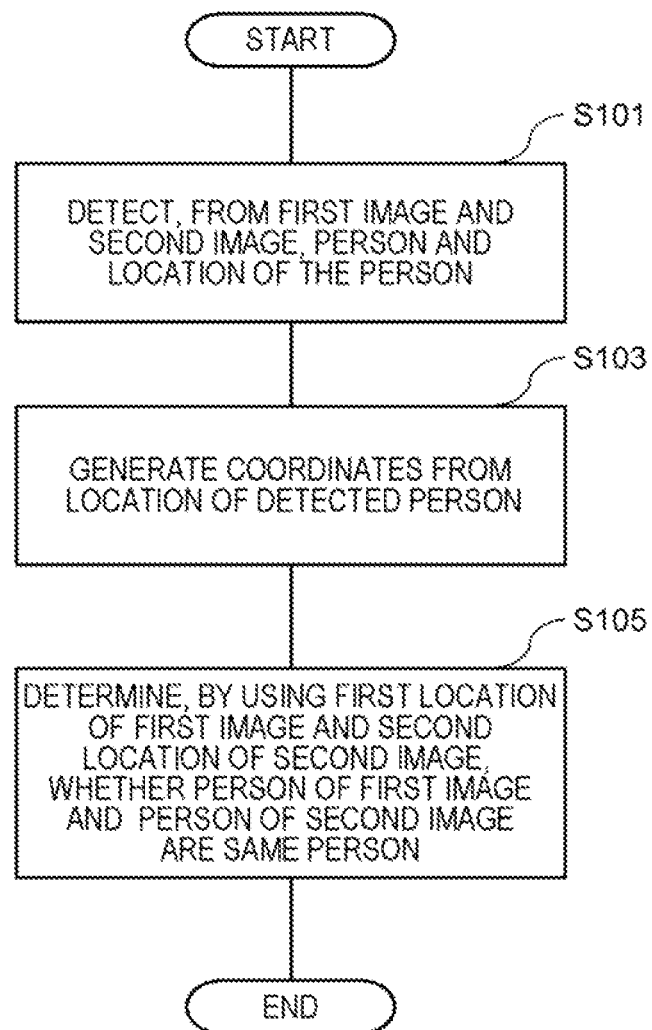 START
S101
DETECT, FROM FIRST IMAGE AND
SECOND IMAGE, PERSON AND
LOCATION OF THE PERSON
S103
GENERATE COORDINATES FROM
LOCATION OF DETECTED PERSON
S105
DETERMINE, BY USING FIRST LOCATION
OF FIRST IMAGE AND SECOND
LOCATION OF SECOND IMAGE,
WHETHER PERSON OF FIRST IMAGE
AND PERSON OF SECOND IMAGE
ARE SAME PERSON
END